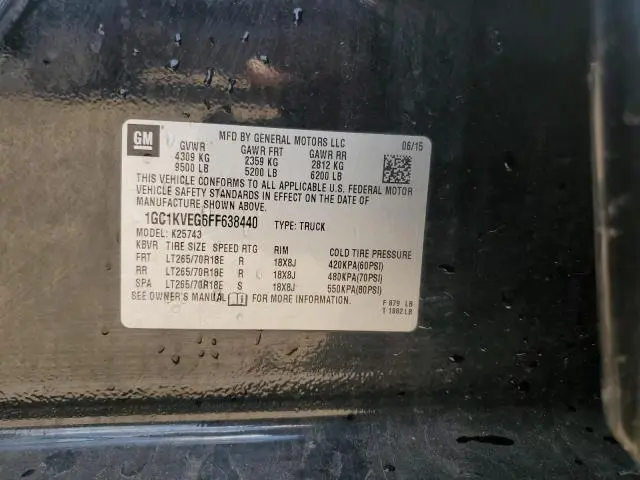 GM
MFD BY GENERAL MOTORS LLC 06/15
GVWR GAWR FRT GAWR RR
4309 KG 2359 KG 2812 KG
9500 LB 5200 LB 6200 LB
THIS VEHICLE CONFORMS TO ALL APPLICABLE U.S. FEDERAL MOTOR
VEHICLE SAFETY STANDARDS IN EFFECT ON THE DATE OF
MANUFACTURE SHOWN ABOVE.
1GC1KVEG6FF638440 TYPE: TRUCK
MODEL: K25743
KBVR TIRE SIZE SPEED RTG RIM COLD TIRE PRESSURE
FRT LT265/70R18E R 18X8J 420KPA(60PSI)
RR LT265/70R18E R 18X8J 480KPA(70PSI)
SPA LT265/70R18E S 18X8J 550KPA(80PSI)
SEE OWNER'S MANUAL FOR MORE INFORMATION.
F 879 LB
T 1882 LB